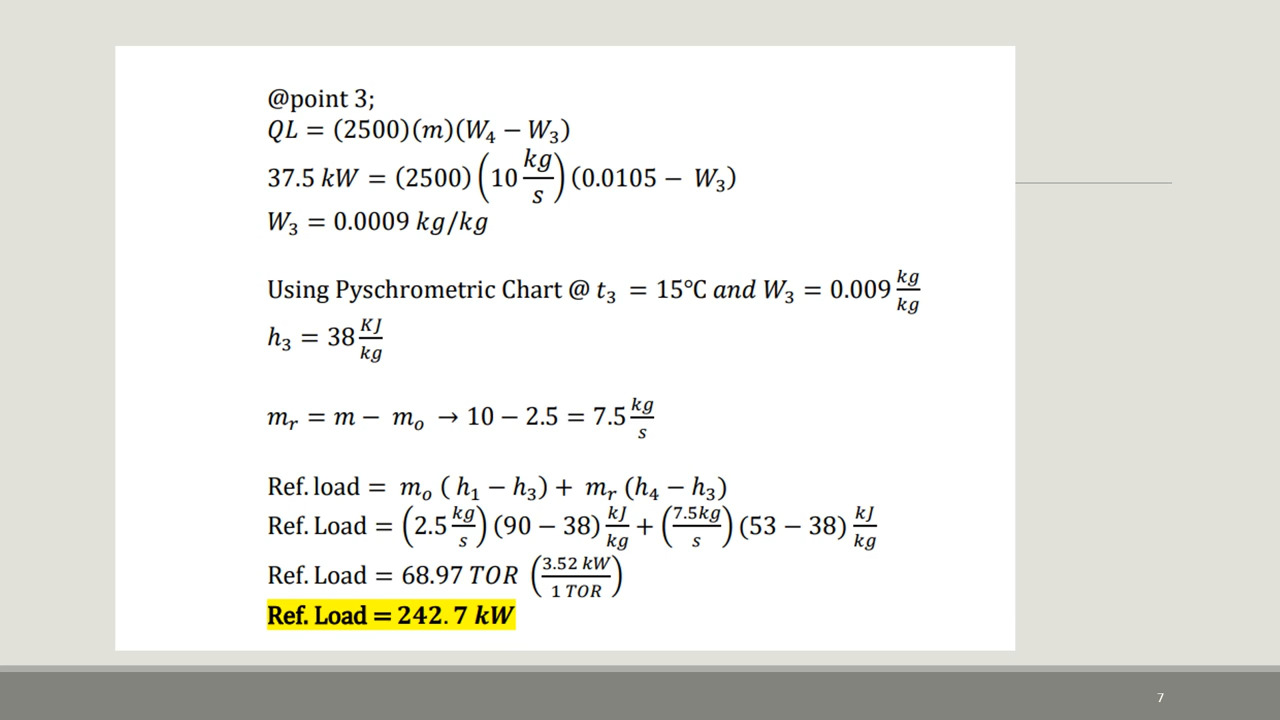 @point 3;
QL = (2500)(m)(W₄ − W₃)
37.5 kW = (2500) (10 kg/s) (0.0105 − W₃)
W₃ = 0.0009 kg/kg
Using Pyschrometric Chart @ t₃ = 15℃ and W₃ = 0.009 kg/kg
h₃ = 38 KJ/kg
mᵣ = m − mₒ → 10 − 2.5 = 7.5 kg/s
Ref. load = mₒ ( h₁ − h₃) + mᵣ (h₄ − h₃)
Ref. Load = (2.5 kg/s) (90 − 38) kJ/kg + (7.5kg/s) (53 − 38) kJ/kg
Ref. Load = 68.97 TOR (3.52 kW/1 TOR)
Ref. Load = 242. 7 kW
7